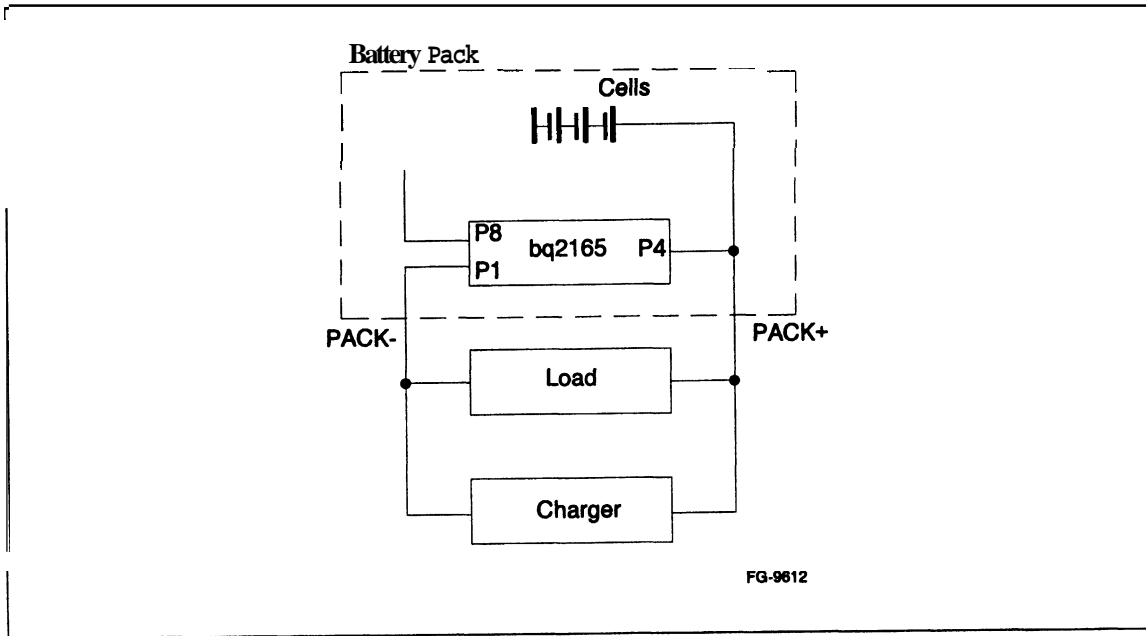 Battery Pack
Cells
P8
bq2165
P4
P1
PACK-
PACK+
Load
Charger
FG-9612